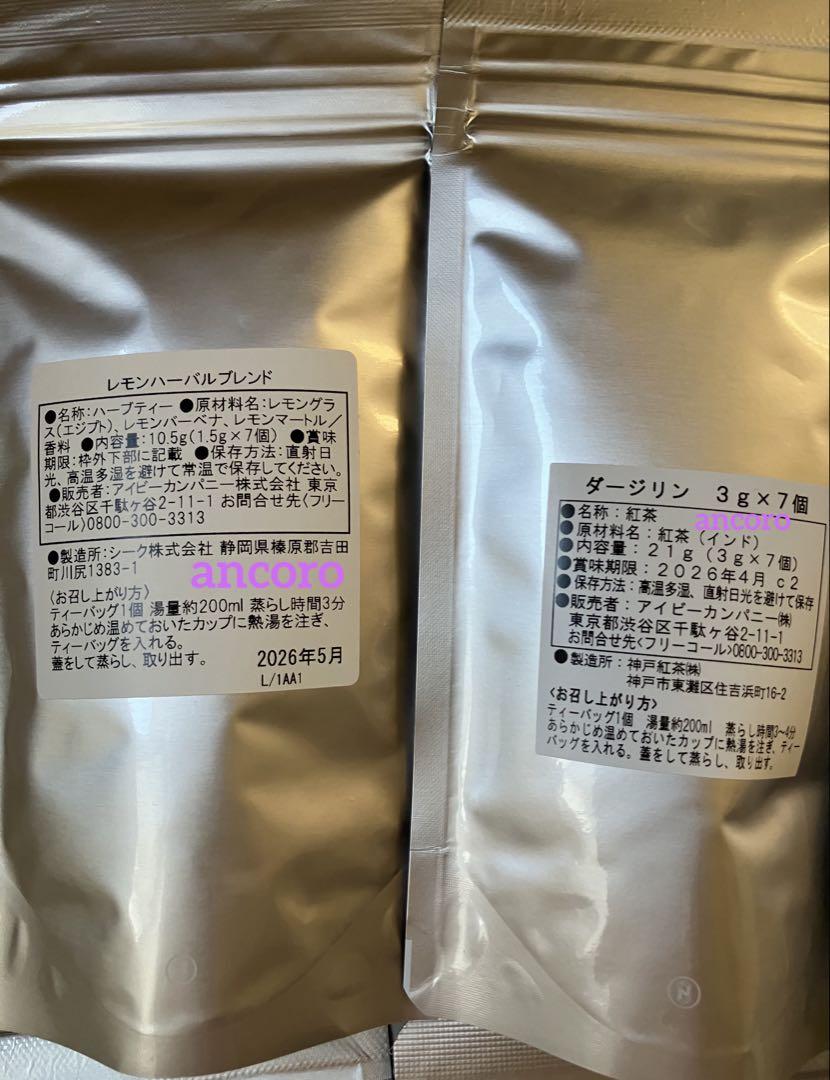 レモンハーバルブレンド
●名称:ハーブティー ●原材料名:レモングラ
ス(エジプト)、レモンバーベナ、レモンマートル／
香料 ●内容量:10.5g(1.5g×7個) ●賞味
期限:枠外下部に記載 ●保存方法:直射日
光、高温多湿を避けて常温で保存してください。
●販売者:アイビーカンパニー株式会社 東京
都渋谷区千駄ヶ谷2-11-1 お問合せ先〈フリー
コール〉0800-300-3313
●製造所:シーク株式会社 静岡県榛原郡吉田
町川尻1383-1
ancoro
〈お召し上がり方〉
ティーバッグ1個 湯量約200ml 蒸らし時間3分
あらかじめ温めておいたカップに熱湯を注ぎ、
ティーバッグを入れる。
蓋をして蒸らし、取り出す。
2026年5月
L/1AA1
ダージリン 3g×7個
●名称：紅茶
ancoro
●原材料名：紅茶（インド）
●内容量：21g（3g×7個）
●賞味期限：2026年4月 c2
●保存方法：高温多湿、直射日光を避けて保存
●販売者：アイビーカンパニー㈱
東京都渋谷区千駄ヶ谷2-11-1
お問合せ先<フリーコール>0800-300-3313
●製造所：神戸紅茶㈱
神戸市東灘区住吉浜町16-2
<お召し上がり方>
ティーバッグ1個 湯量約200ml 蒸らし時間3～4分
あらかじめ温めておいたカップに熱湯を注ぎ、ティー
バッグを入れる。蓋をして蒸らし、取り出す。
N